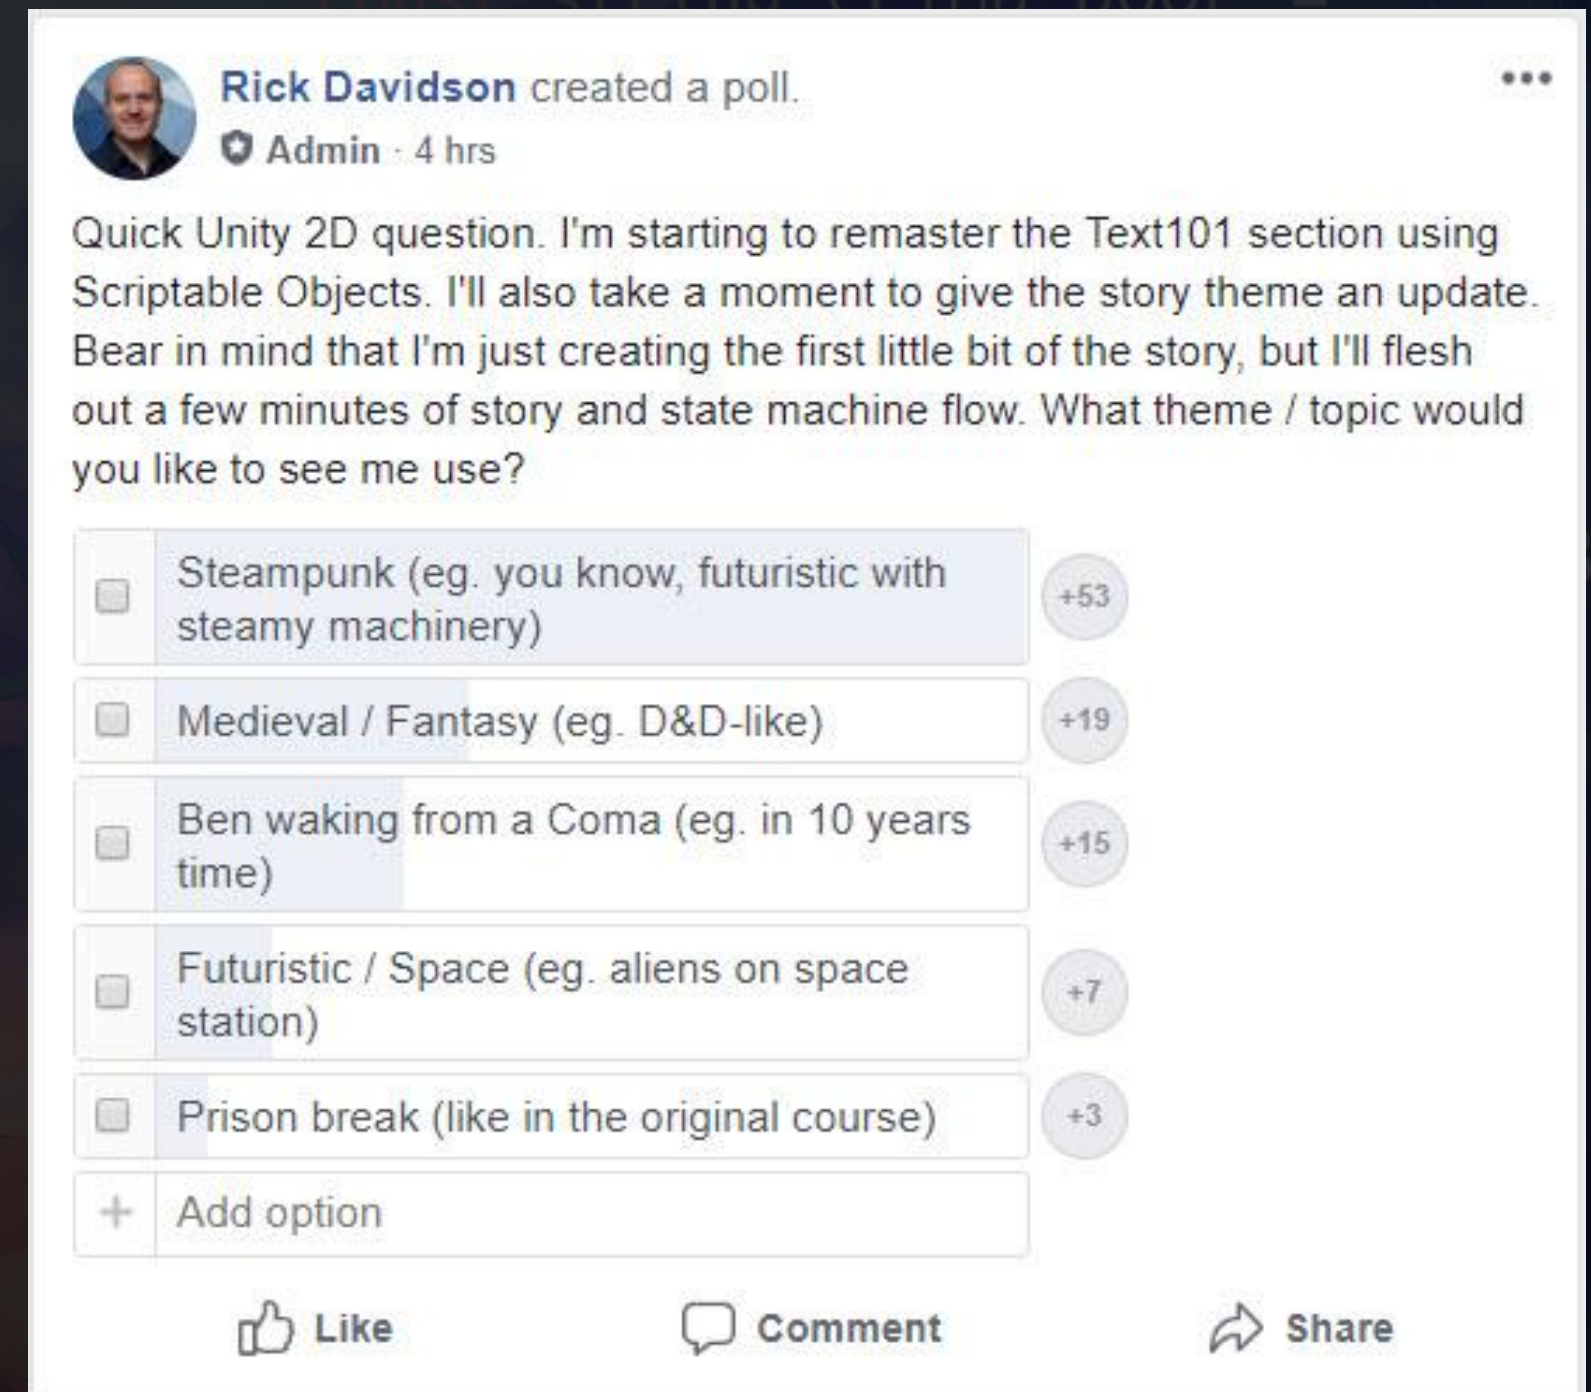 Rick Davidson created a poll.
Admin · 4 hrs
Quick Unity 2D question. I'm starting to remaster the Text101 section using
Scriptable Objects. I'll also take a moment to give the story theme an update.
Bear in mind that I'm just creating the first little bit of the story, but I'll flesh
out a few minutes of story and state machine flow. What theme / topic would
you like to see me use?
Steampunk (eg. you know, futuristic with
steamy machinery)
+53
Medieval / Fantasy (eg. D&D-like)
+19
Ben waking from a Coma (eg. in 10 years
time)
+15
Futuristic / Space (eg. aliens on space
station)
+7
Prison break (like in the original course)
+3
+ Add option
Like
Comment
Share